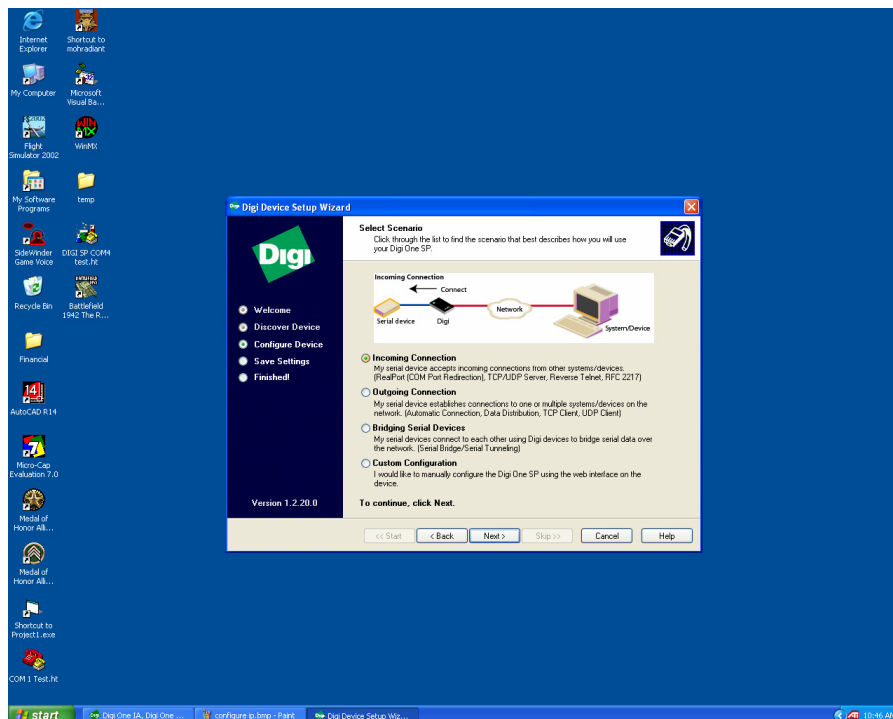 Internet
Explorer
Shortcut to
mohradiant
My Computer
Microsoft
Visual Ba...
Flight
Simulator 2002
WinMX
My Software
Programs
temp
SideWinder
Game Voice
DIGI SP COM4
test.ht
Recycle Bin
Battlefield
1942 The R...
Financial
AutoCAD R14
Micro-Cap
Evaluation 7.0
Medal of
Honor Alli...
Medal of
Honor Alli...
Shortcut to
Project1.exe
COM 1 Test.ht
Digi Device Setup Wizard
Digi
Welcome
Discover Device
Configure Device
Save Settings
Finished!
Version 1.2.20.0
Select Scenario
Click through the list to find the scenario that best describes how you will use
your Digi One SP.
Incoming Connection
Connect
Serial device
Digi
Network
System/Device
Incoming Connection
My serial device accepts incoming connections from other systems/devices.
(RealPort (COM Port Redirection), TCP/UDP Server, Reverse Telnet, RFC 2217)
Outgoing Connection
My serial device establishes connections to one or multiple systems/devices on the
network. (Automatic Connection, Data Distribution, TCP Client, UDP Client)
Bridging Serial Devices
My serial devices connect to each other using Digi devices to bridge serial data over
the network. (Serial Bridge/Serial Tunneling)
Custom Configuration
I would like to manually configure the Digi One SP using the web interface on the
device.
To continue, click Next.
<< Start
< Back
Next >
Skip >>
Cancel
Help
start
Digi One IA, Digi One ...
configure ip.bmp - Paint
Digi Device Setup Wiz...
10:46 AM